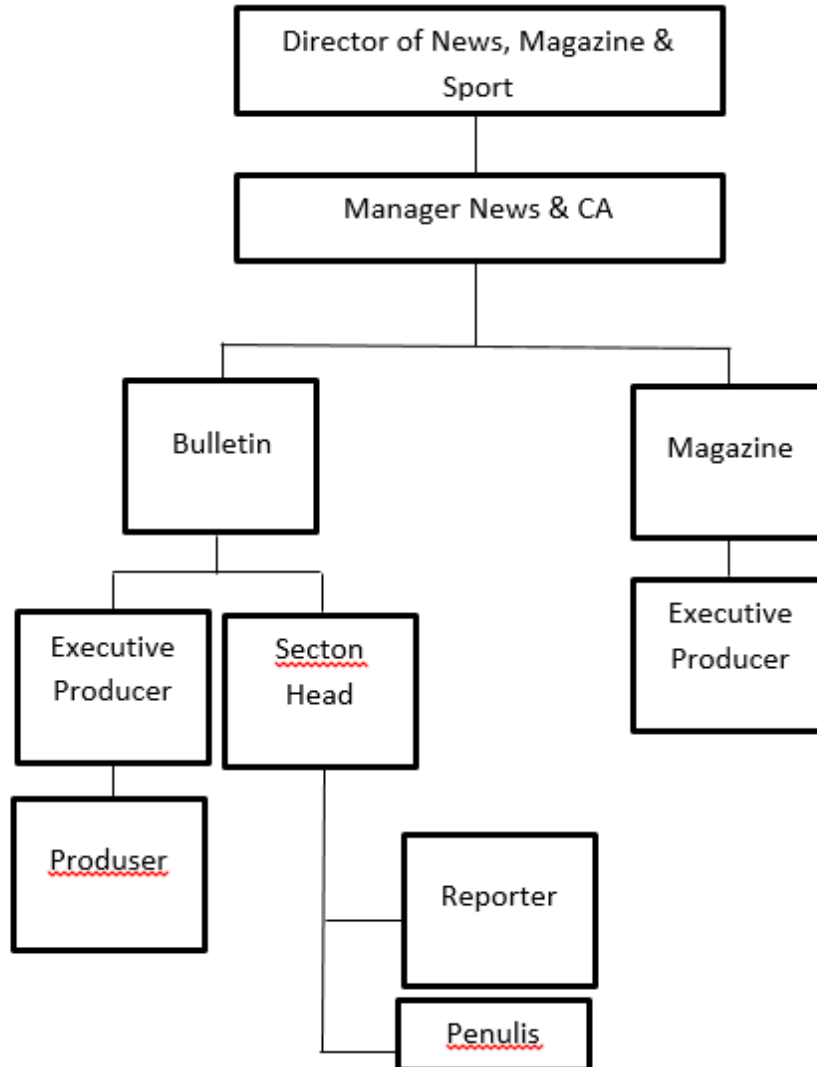 Director of News, Magazine &
Sport
Manager News & CA
Bulletin
Magazine
Executive
Producer
Secton
Head
Executive
Producer
Produser
Reporter
Penulis